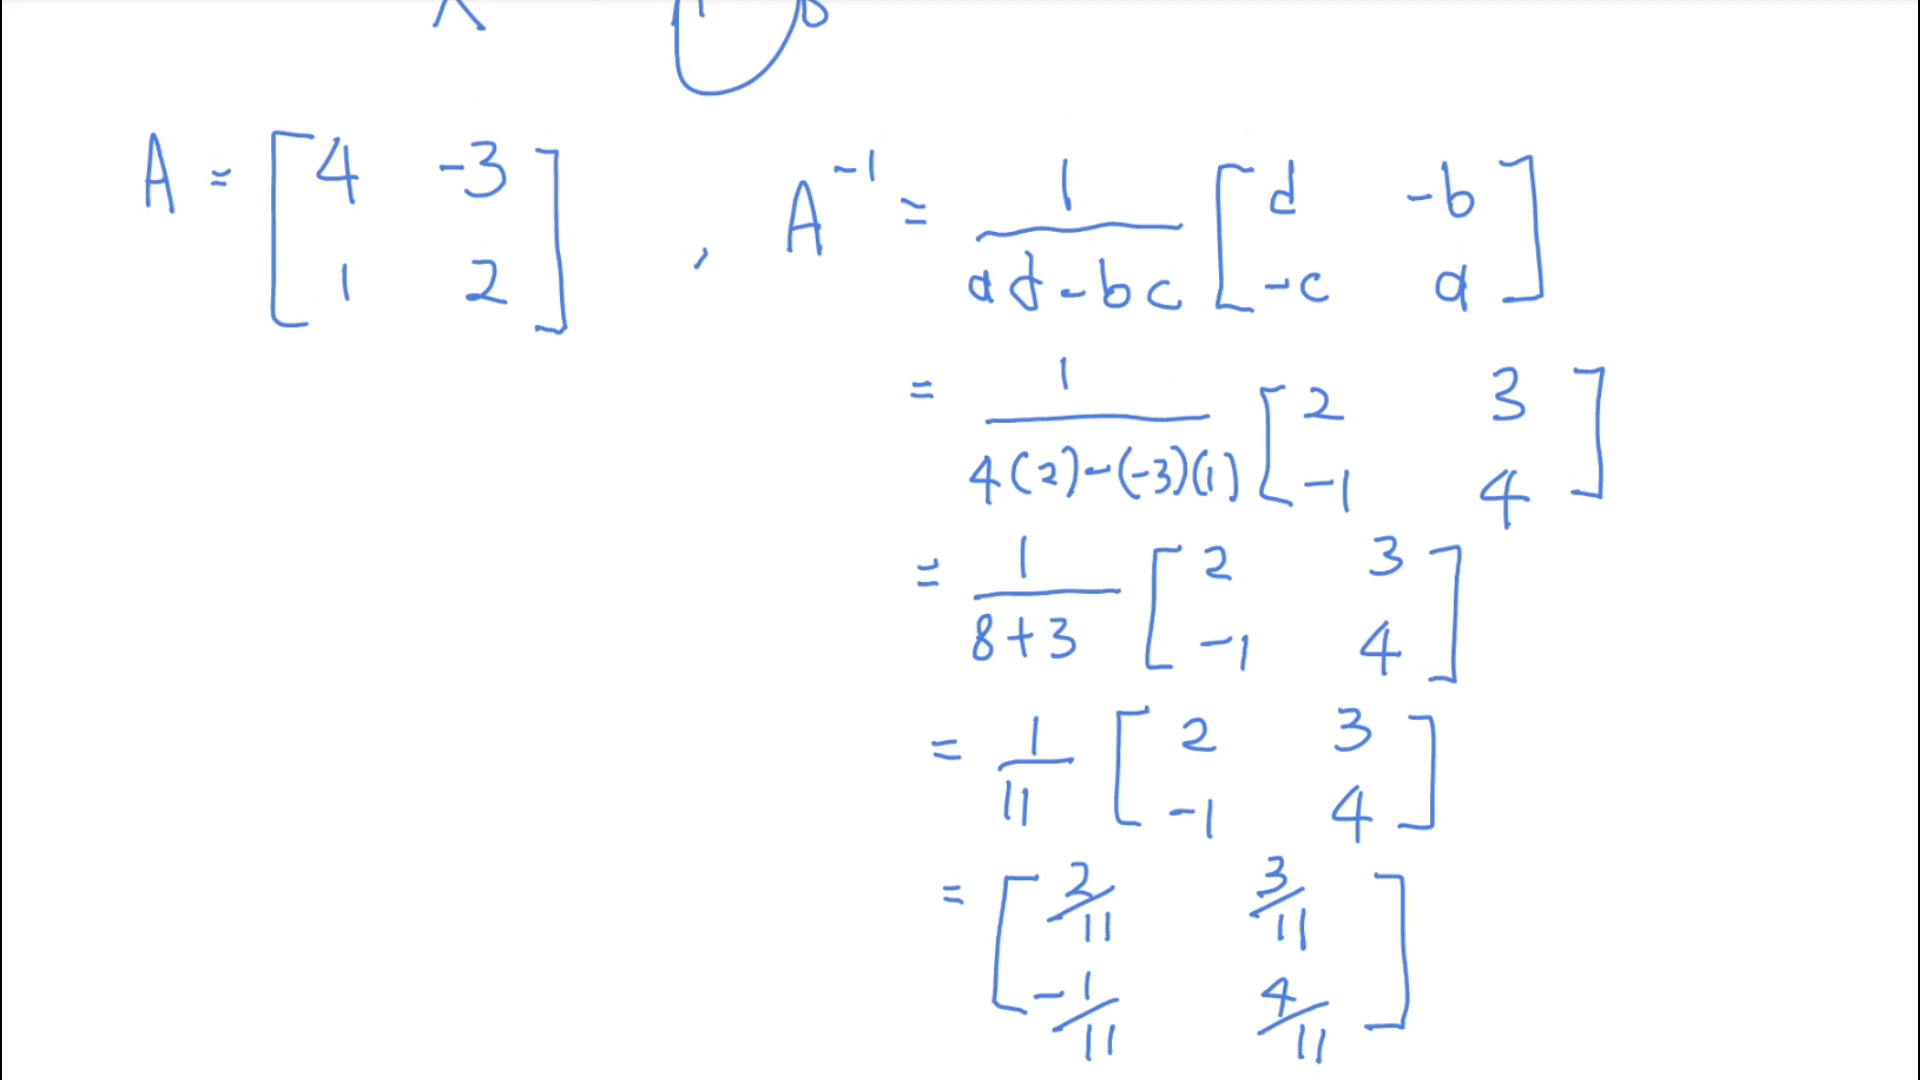 A = [4 -3
1 2] , A^-1 = 1/(ad-bc) [d -b
-c a]
= 1/(4(2)-(-3)(1)) [2 3
-1 4]
= 1/(8+3) [2 3
-1 4]
= 1/11 [2 3
-1 4]
= [2/11 3/11
-1/11 4/11]